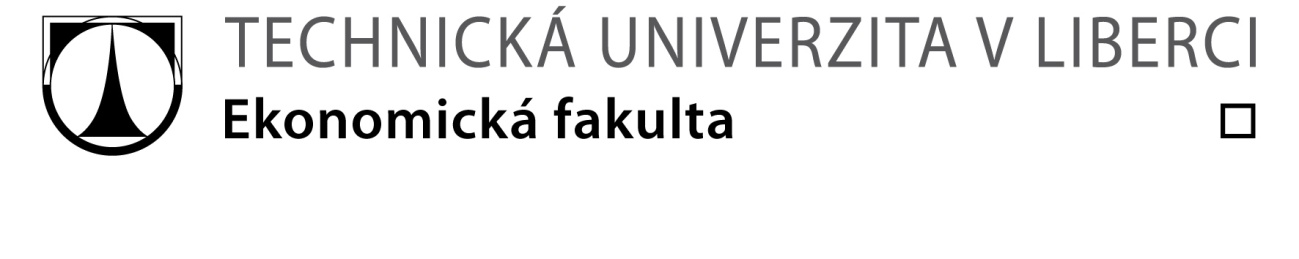 TECHNICKÁ UNIVERZITA V LIBERCI
Ekonomická fakulta